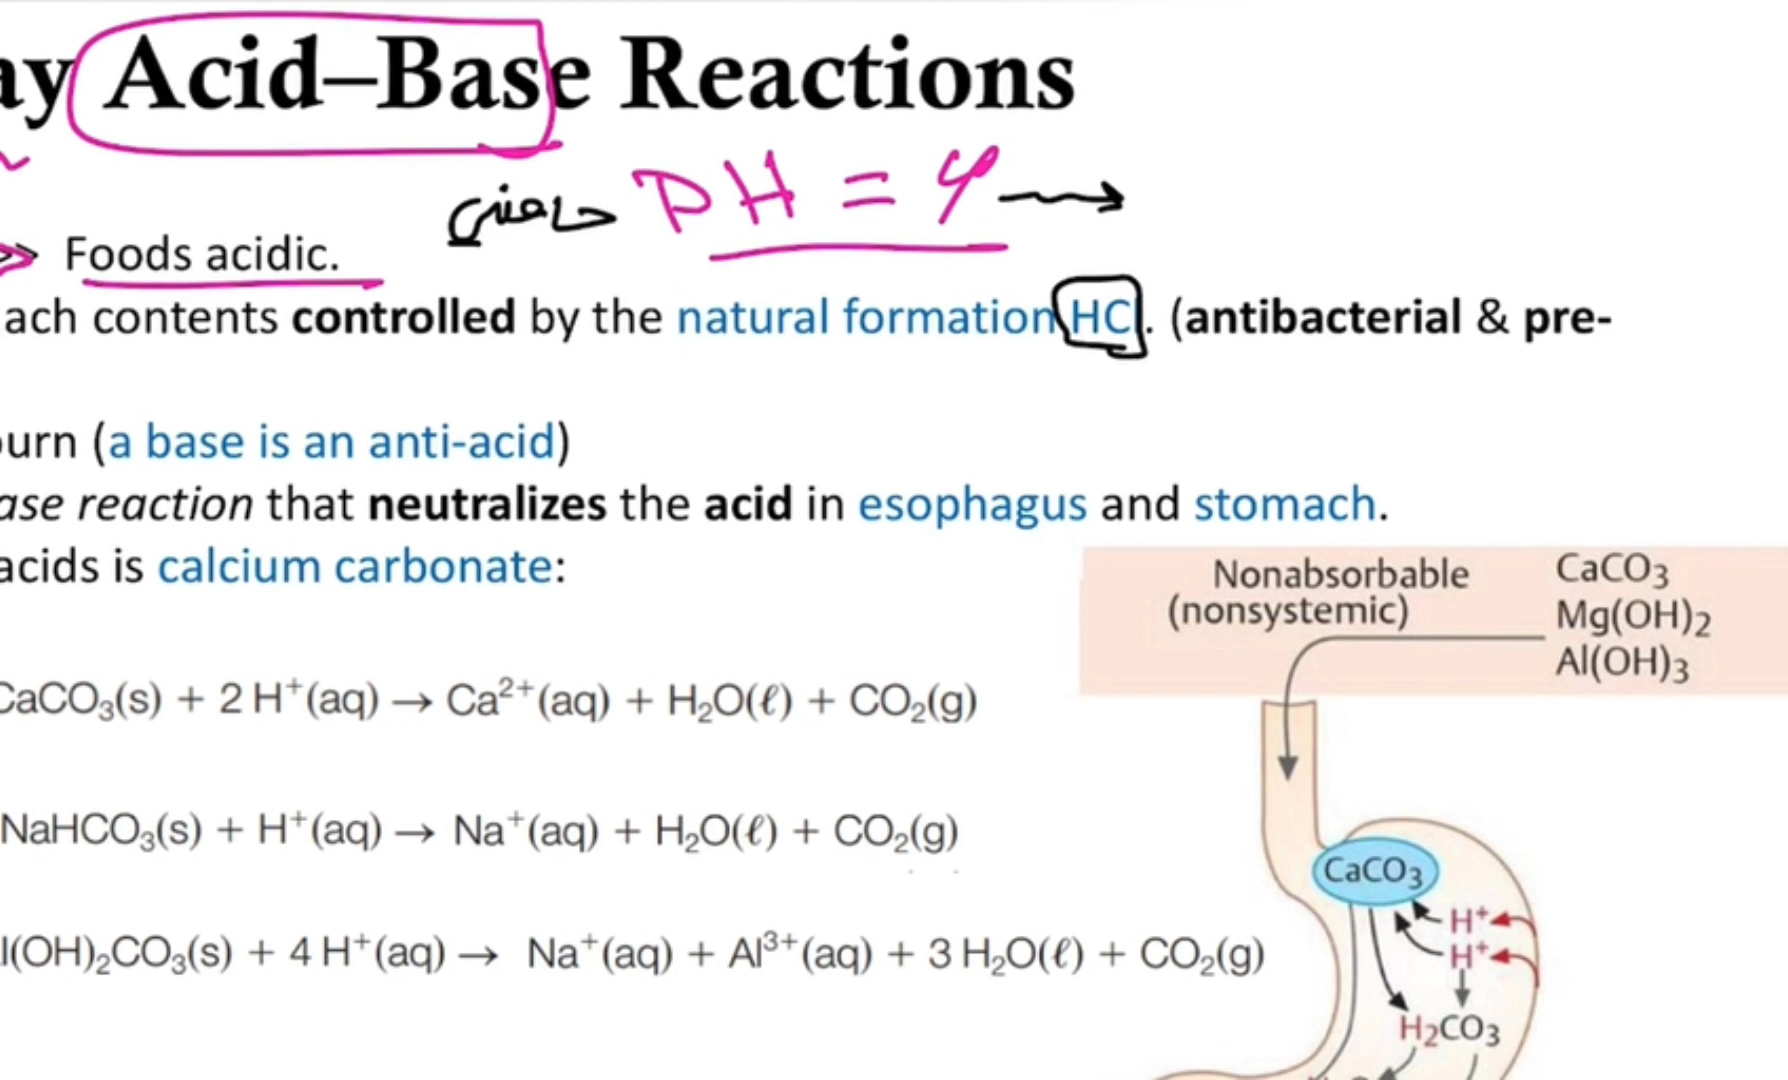 ay Acid–Base Reactions
حامضي PH = 4 →
Foods acidic.
ach contents controlled by the natural formation HCl. (antibacterial & pre-
urn (a base is an anti-acid)
ase reaction that neutralizes the acid in esophagus and stomach.
acids is calcium carbonate:
Nonabsorbable
(nonsystemic)
CaCO₃
Mg(OH)₂
Al(OH)₃
CaCO₃(s) + 2 H⁺(aq) → Ca²⁺(aq) + H₂O(ℓ) + CO₂(g)
NaHCO₃(s) + H⁺(aq) → Na⁺(aq) + H₂O(ℓ) + CO₂(g)
l(OH)₂CO₃(s) + 4 H⁺(aq) → Na⁺(aq) + Al³⁺(aq) + 3 H₂O(ℓ) + CO₂(g)
CaCO₃
H⁺
H⁺
H₂CO₃